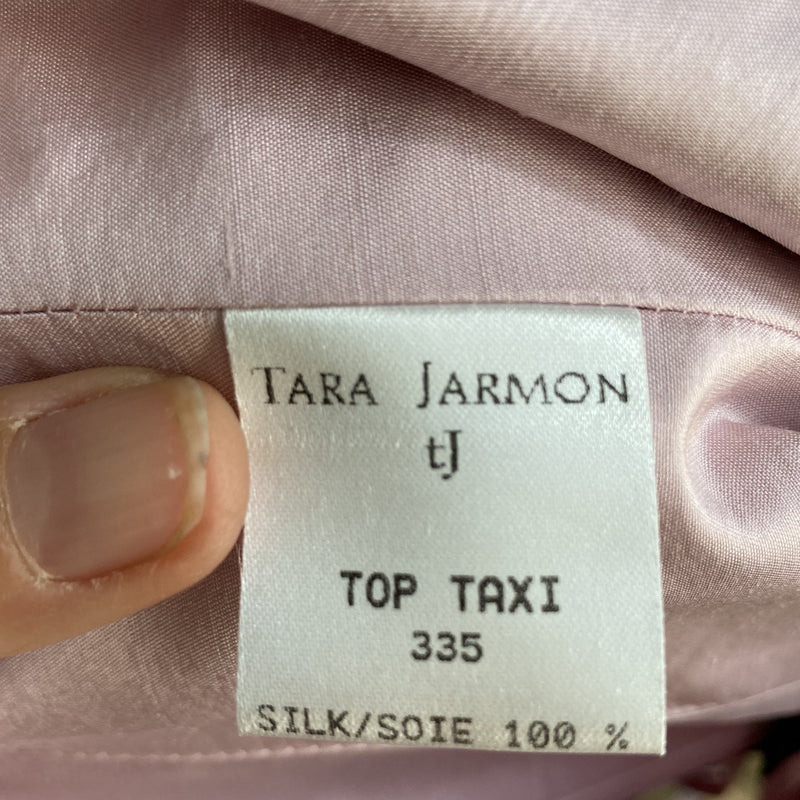 TARA JARMON
tJ
TOP TAXI
335
SILK/SOIE 100 %